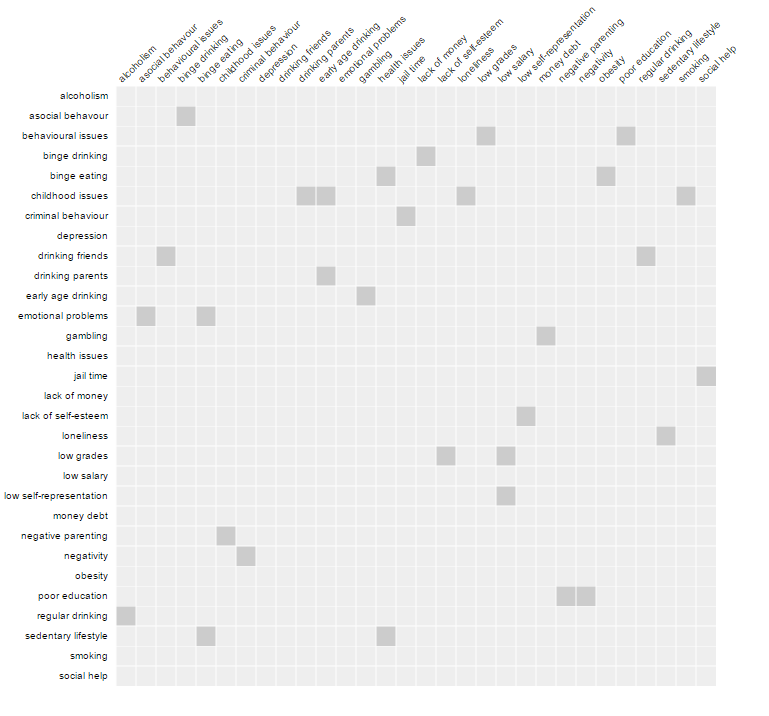 alcoholism
asocial behavour
behavioural issues
binge drinking
binge eating
childhood issues
criminal behaviour
depression
drinking friends
drinking parents
early age drinking
emotional problems
gambling
health issues
jail time
lack of money
lack of self-esteem
loneliness
low grades
low salary
low self-representation
money debt
negative parenting
negativity
obesity
poor education
regular drinking
sedentary lifestyle
smoking
social help
alcoholism
asocial behavour
behavioural issues
binge drinking
binge eating
childhood issues
criminal behaviour
depression
drinking friends
drinking parents
early age drinking
emotional problems
gambling
health issues
jail time
lack of money
lack of self-esteem
loneliness
low grades
low salary
low self-representation
money debt
negative parenting
negativity
obesity
poor education
regular drinking
sedentary lifestyle
smoking
social help